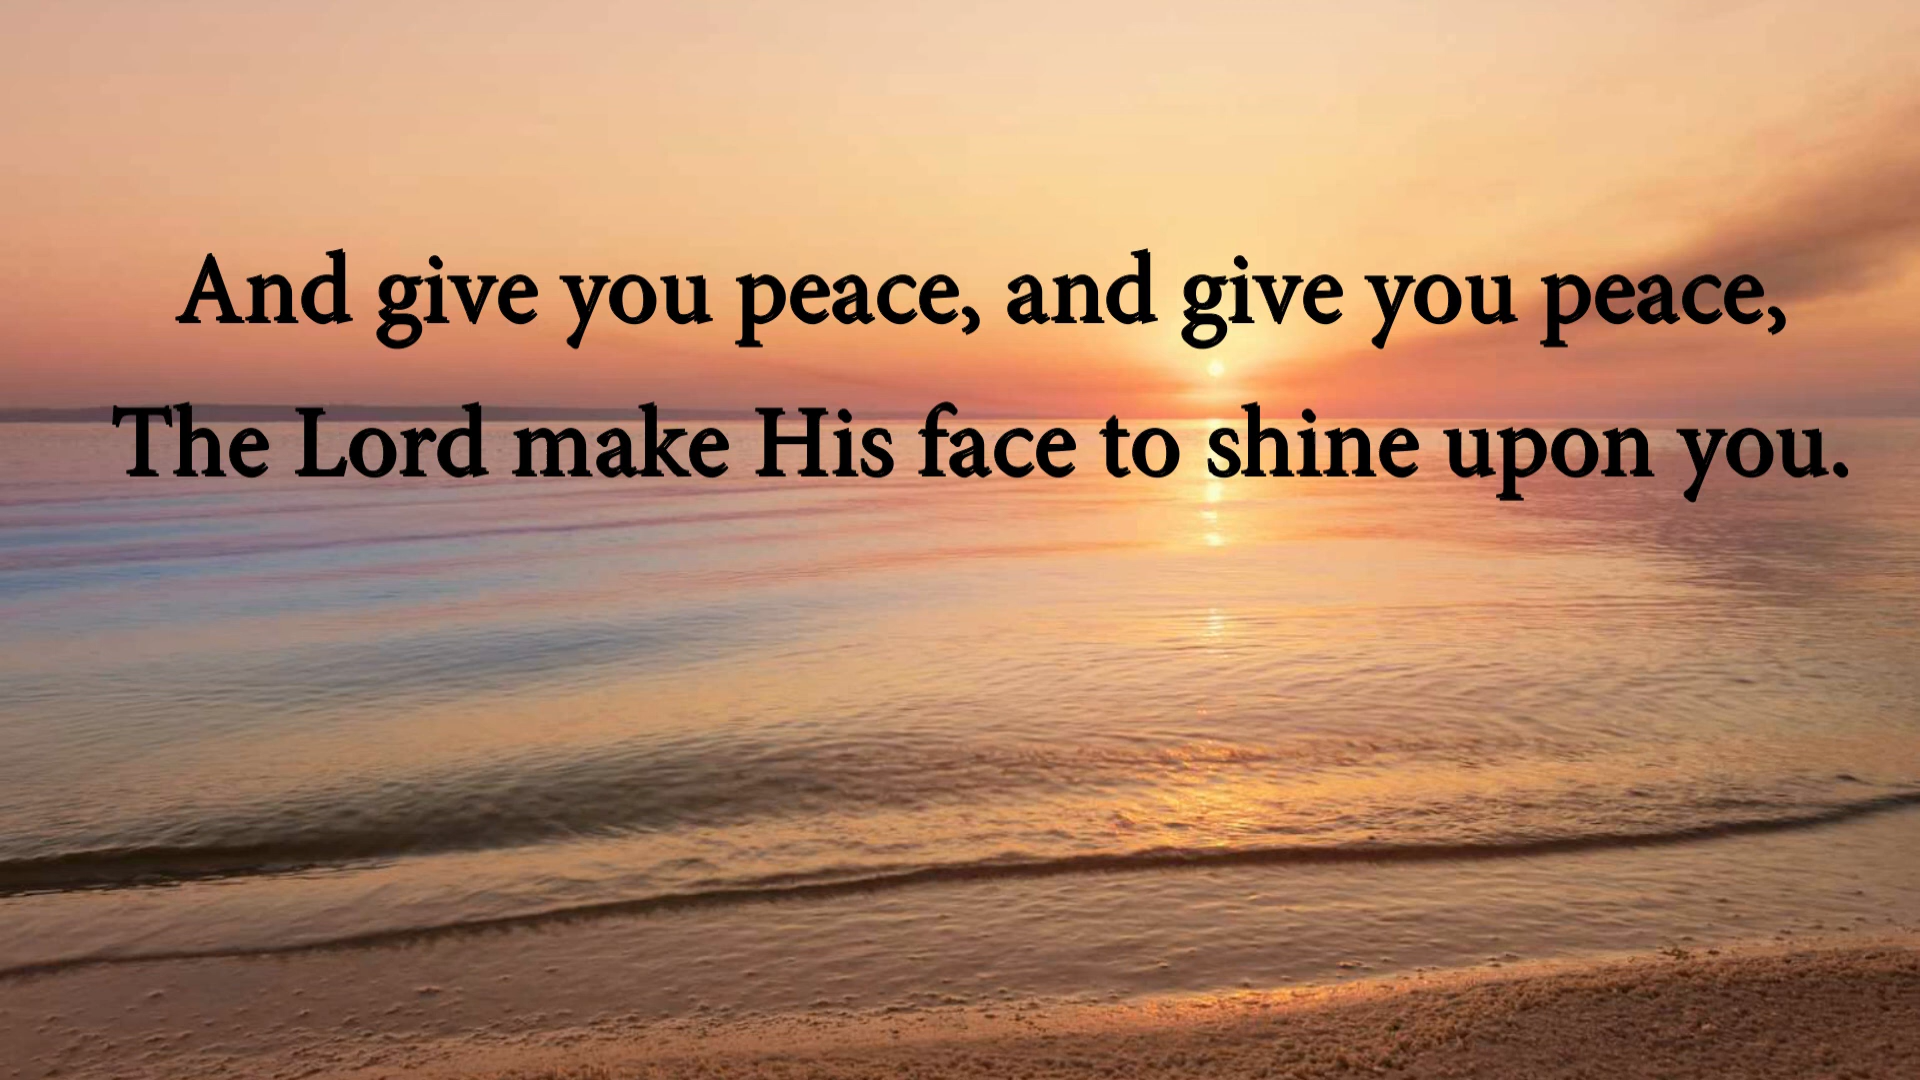 And give you peace, and give you peace,
The Lord make His face to shine upon you.